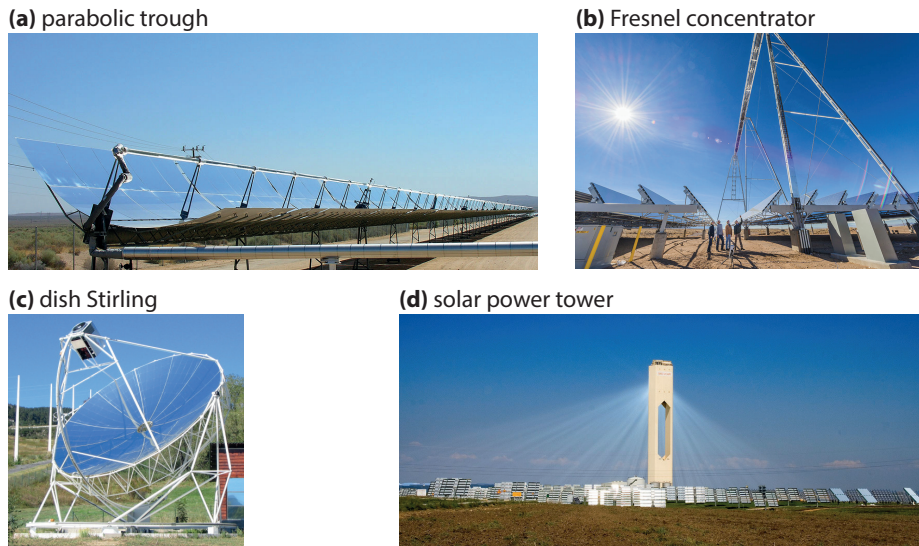 (a) parabolic trough
(b) Fresnel concentrator
(c) dish Stirling
(d) solar power tower